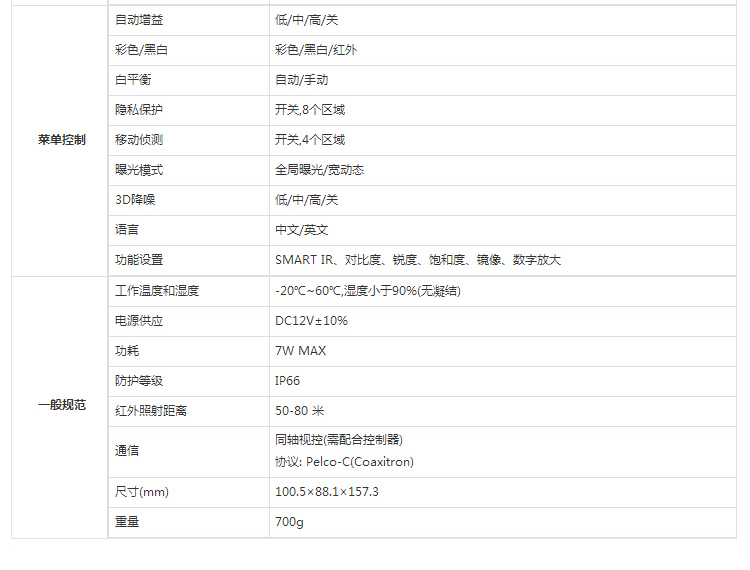 自动增益 低/中/高/关
彩色/黑白 彩色/黑白/红外
白平衡 自动/手动
隐私保护 开关,8个区域
菜单控制 移动侦测 开关,4个区域
曝光模式 全局曝光/宽动态
3D降噪 低/中/高/关
语言 中文/英文
功能设置 SMART IR、对比度、锐度、饱和度、镜像、数字放大
工作温度和湿度 -20℃~60℃,湿度小于90%(无凝结)
电源供应 DC12V±10%
功耗 7W MAX
防护等级 IP66
一般规范
红外照射距离 50-80 米
通信 同轴视控(需配合控制器)
协议: Pelco-C(Coaxitron)
尺寸(mm) 100.5×88.1×157.3
重量 700g